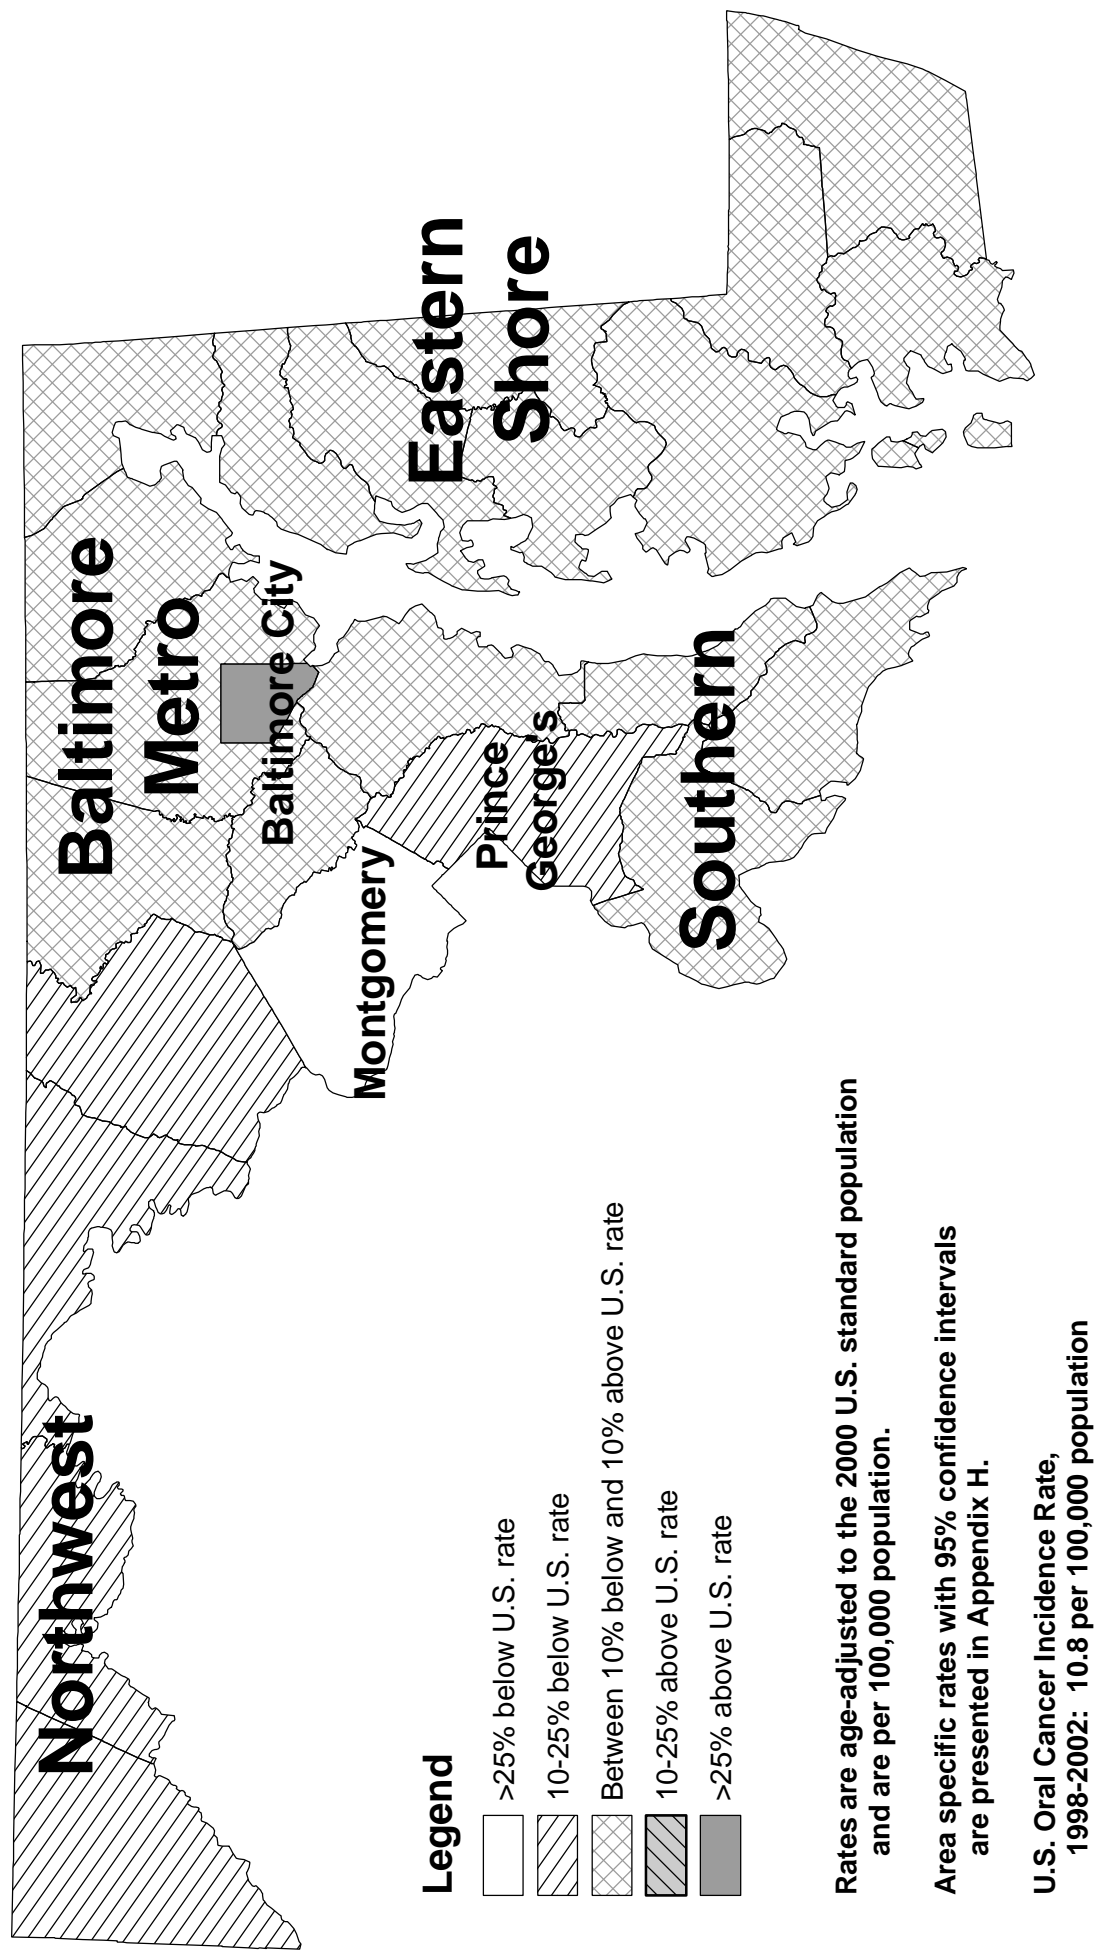 Northwest
Baltimore
Metro
Baltimore City
Montgomery
Prince
George's
Eastern
Shore
Southern
Legend
>25% below U.S. rate
10-25% below U.S. rate
Between 10% below and 10% above U.S. rate
10-25% above U.S. rate
>25% above U.S. rate
Rates are age-adjusted to the 2000 U.S. standard population
and are per 100,000 population.
Area specific rates with 95% confidence intervals
are presented in Appendix H.
U.S. Oral Cancer Incidence Rate,
1998-2002: 10.8 per 100,000 population